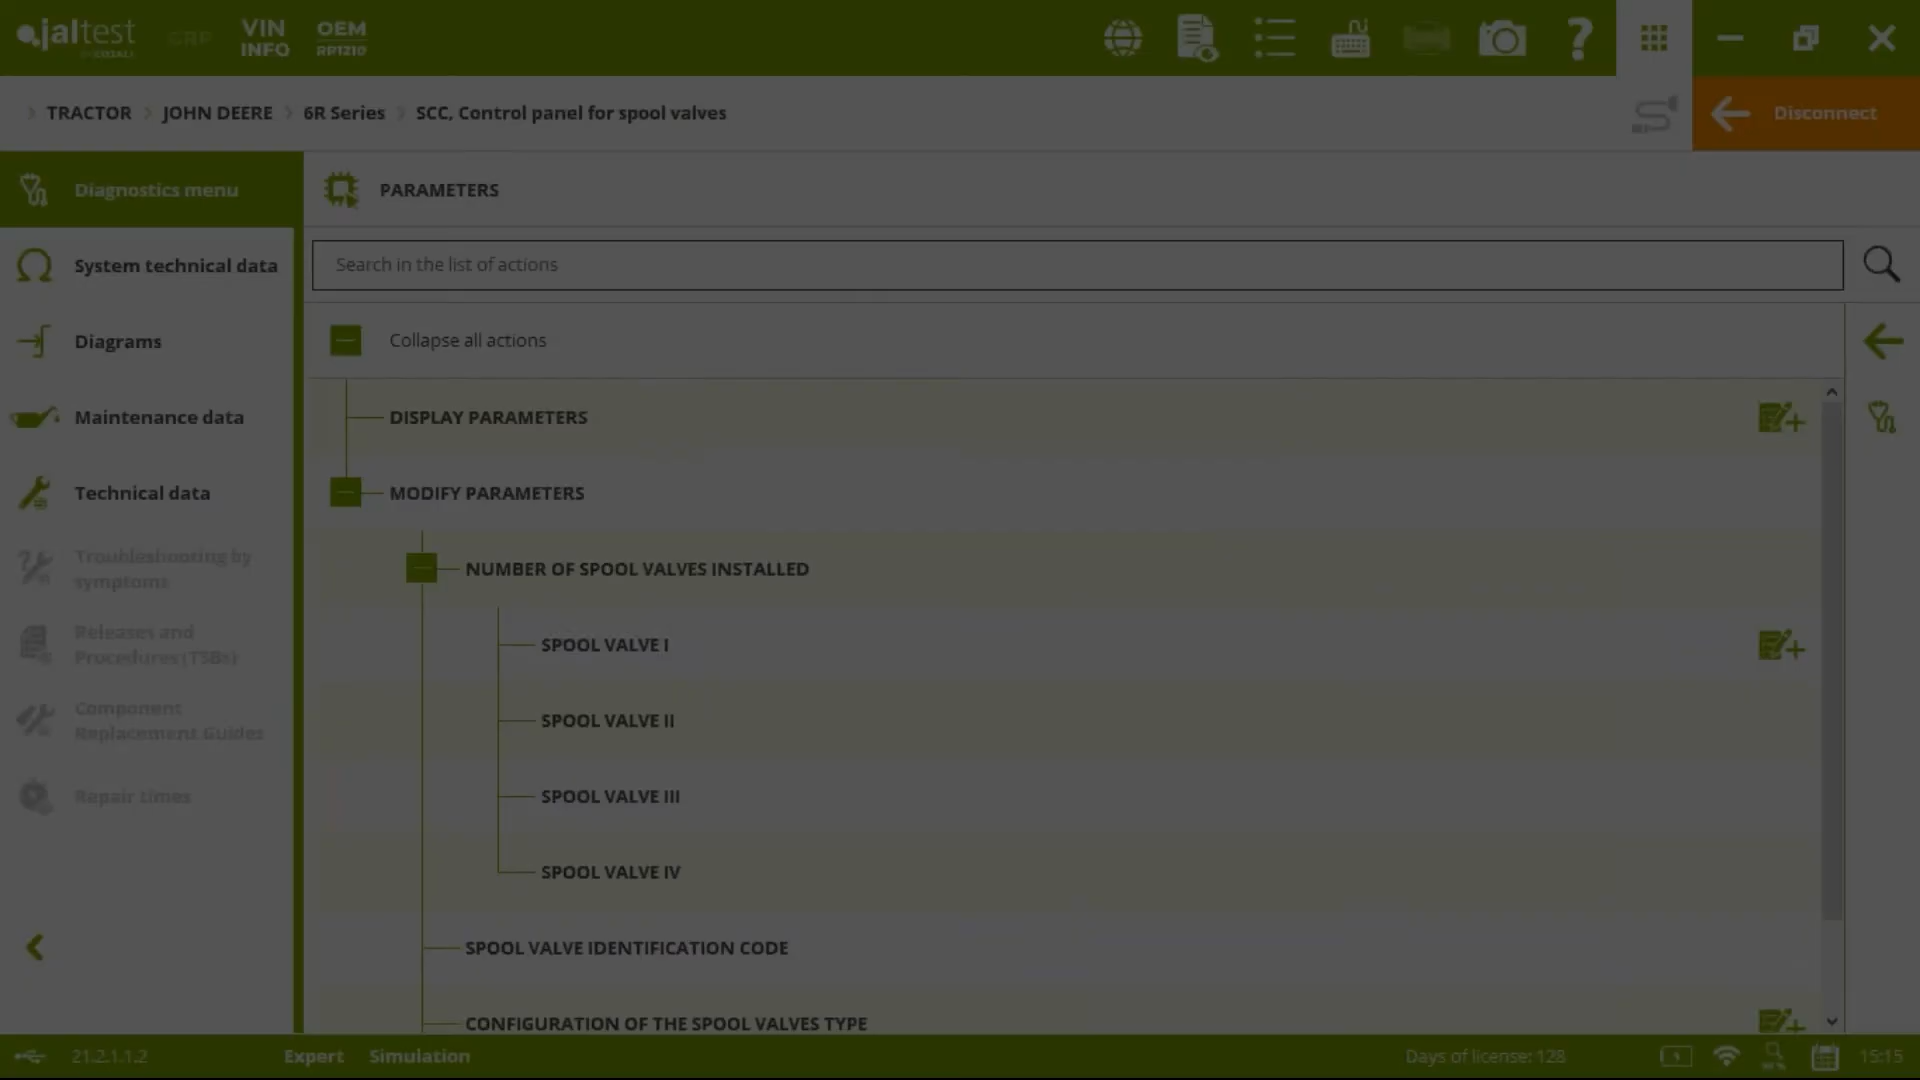 jaltest
ERP
VIN
INFO
OEM
RP1210
TRACTOR
JOHN DEERE
6R Series
SCC, Control panel for spool valves
Disconnect
Diagnostics menu
PARAMETERS
System technical data
Search in the list of actions
Diagrams
Collapse all actions
Maintenance data
DISPLAY PARAMETERS
Technical data
MODIFY PARAMETERS
Troubleshooting by
symptoms
NUMBER OF SPOOL VALVES INSTALLED
Releases and
Procedures (TSBs)
SPOOL VALVE I
Component
Replacement Guides
SPOOL VALVE II
Repair times
SPOOL VALVE III
SPOOL VALVE IV
SPOOL VALVE IDENTIFICATION CODE
CONFIGURATION OF THE SPOOL VALVES TYPE
21.2.1.1.2
Expert
Simulation
Days of license: 128
15:15